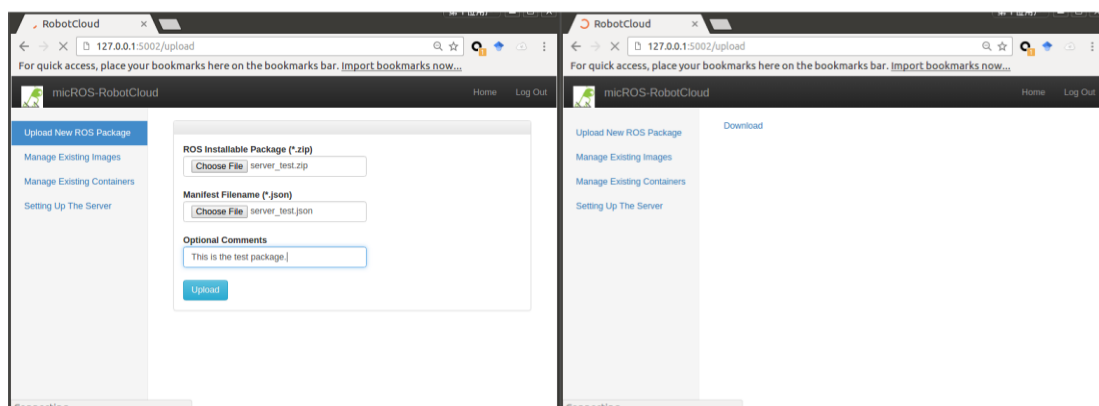 RobotCloud
127.0.0.1:5002/upload
For quick access, place your bookmarks here on the bookmarks bar. Import bookmarks now...
micROS-RobotCloud
Home Log Out
Upload New ROS Package
Manage Existing Images
Manage Existing Containers
Setting Up The Server
ROS Installable Package (*.zip)
Choose File server_test.zip
Manifest Filename (*.json)
Choose File server_test.json
Optional Comments
This is the test package.
Upload
RobotCloud
127.0.0.1:5002/upload
For quick access, place your bookmarks here on the bookmarks bar. Import bookmarks now...
micROS-RobotCloud
Home Log Out
Upload New ROS Package
Manage Existing Images
Manage Existing Containers
Setting Up The Server
Download